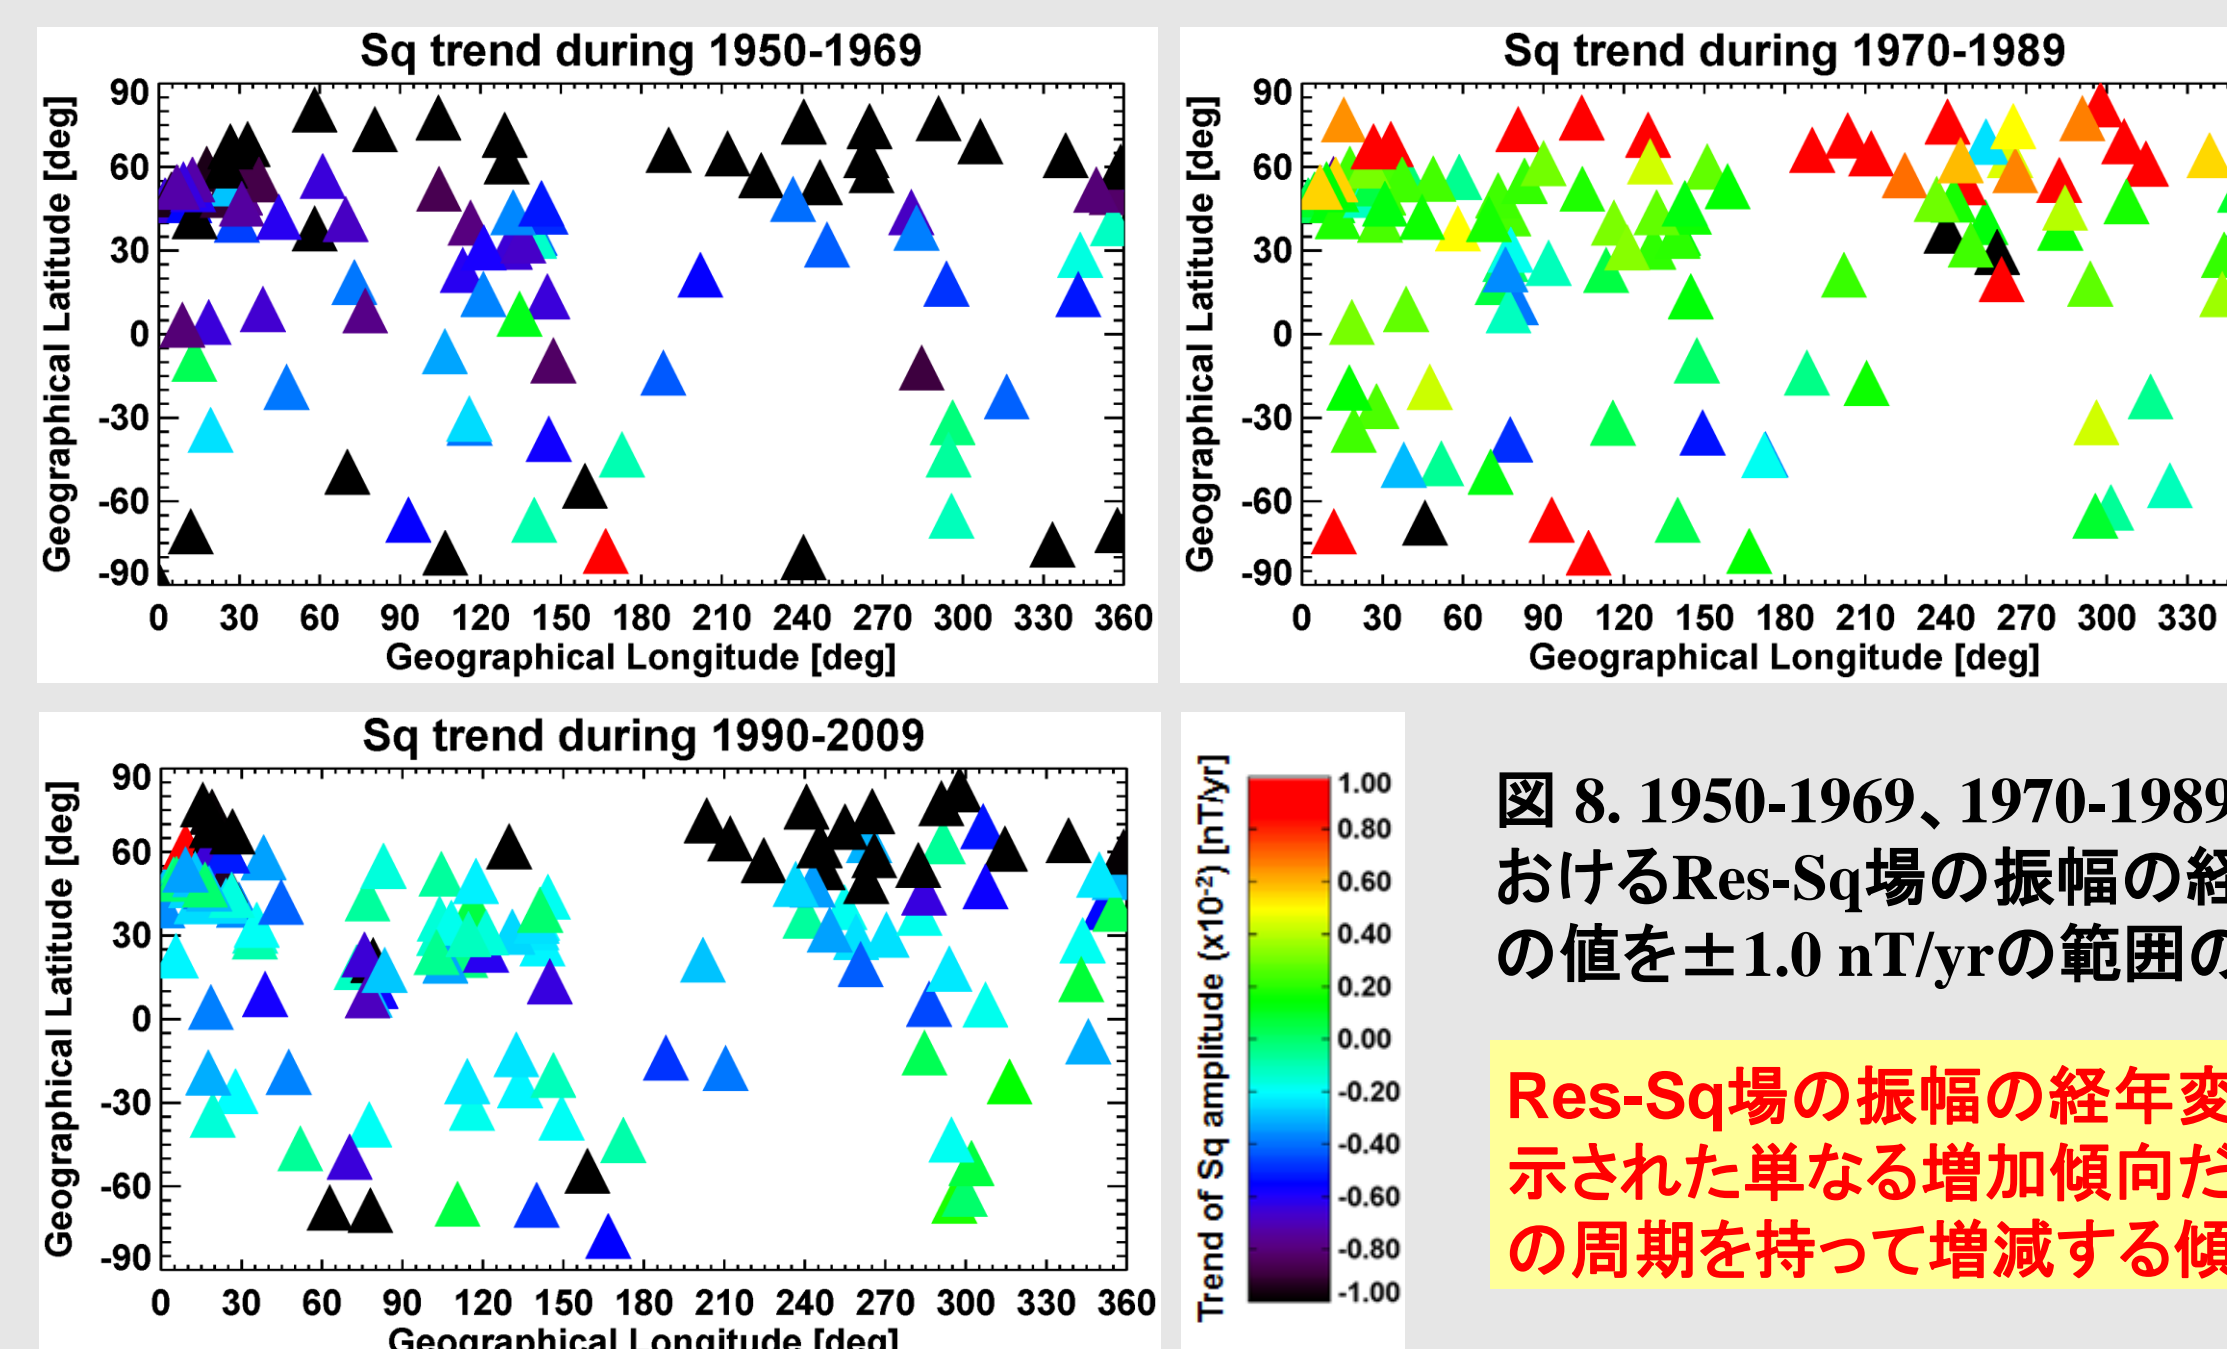 Sq trend during 1950-1969
Geographical Latitude [deg]
90
60
30
0
-30
-60
-90
0 30 60 90 120 150 180 210 240 270 300 330 360
Geographical Longitude [deg]
Sq trend during 1970-1989
Geographical Latitude [deg]
90
60
30
0
-30
-60
-90
0 30 60 90 120 150 180 210 240 270 300 330
Geographical Longitude [deg]
Sq trend during 1990-2009
Geographical Latitude [deg]
90
60
30
0
-30
-60
-90
0 30 60 90 120 150 180 210 240 270 300 330 360
Geographical Longitude [deg]
Trend of Sq amplitude (x10⁻²) [nT/yr]
1.00
0.80
0.60
0.40
0.20
0.00
-0.20
-0.40
-0.60
-0.80
-1.00
図 8. 1950-1969、1970-1989
おけるRes-Sq場の振幅の経
の値を±1.0 nT/yrの範囲の
Res-Sq場の振幅の経年変
示された単なる増加傾向だ
の周期を持って増減する傾